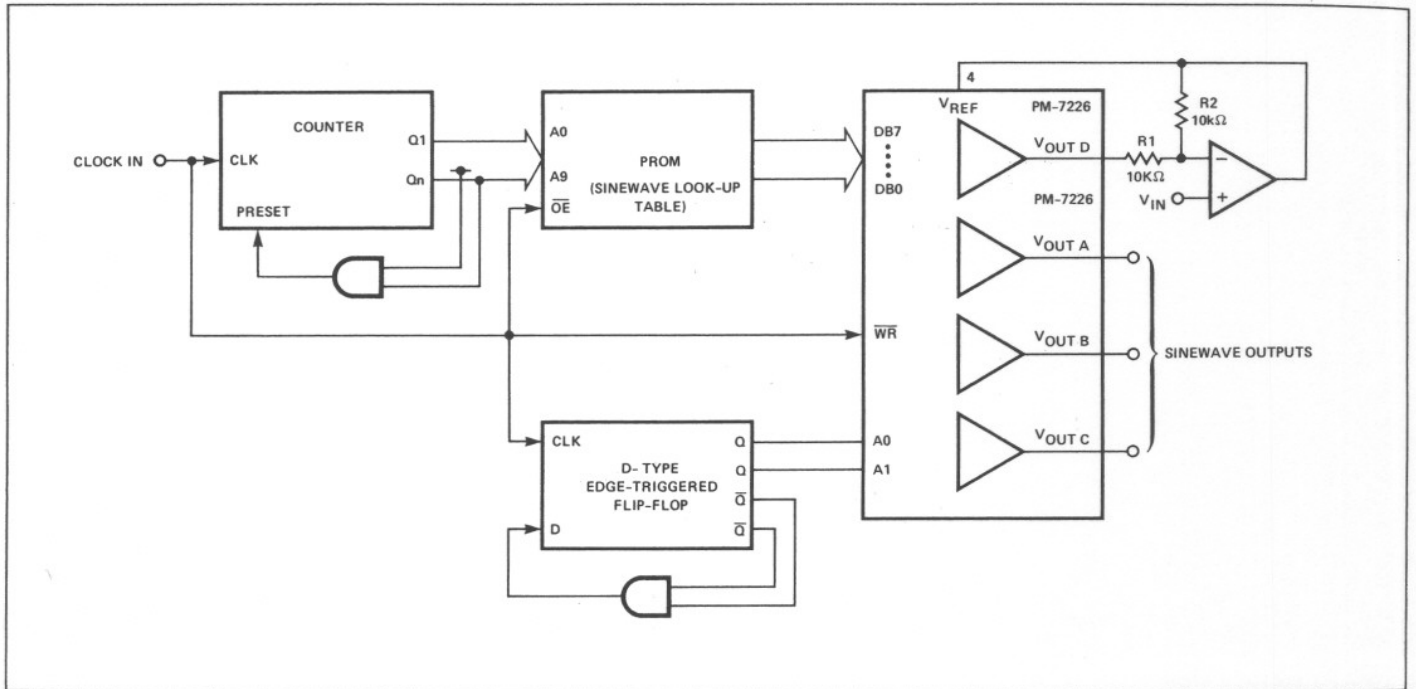 CLOCK IN
COUNTER
CLK
Q1
Qn
PRESET
A0
A9
OE
PROM
(SINEWAVE LOOK-UP
TABLE)
4
VREF
PM-7226
DB7
DB0
VOUT D
R1
10KΩ
R2
10kΩ
−
+
VIN
PM-7226
VOUT A
WR
VOUT B
SINEWAVE OUTPUTS
VOUT C
CLK
D
D- TYPE
EDGE-TRIGGERED
FLIP-FLOP
Q
Q
Q̅
Q̅
A0
A1